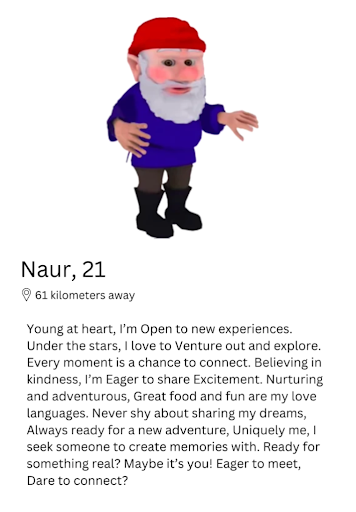 Naur, 21
61 kilometers away
Young at heart, I'm Open to new experiences.
Under the stars, I love to Venture out and explore.
Every moment is a chance to connect. Believing in
kindness, I'm Eager to share Excitement. Nurturing
and adventurous, Great food and fun are my love
languages. Never shy about sharing my dreams,
Always ready for a new adventure, Uniquely me, I
seek someone to create memories with. Ready for
something real? Maybe it's you! Eager to meet,
Dare to connect?